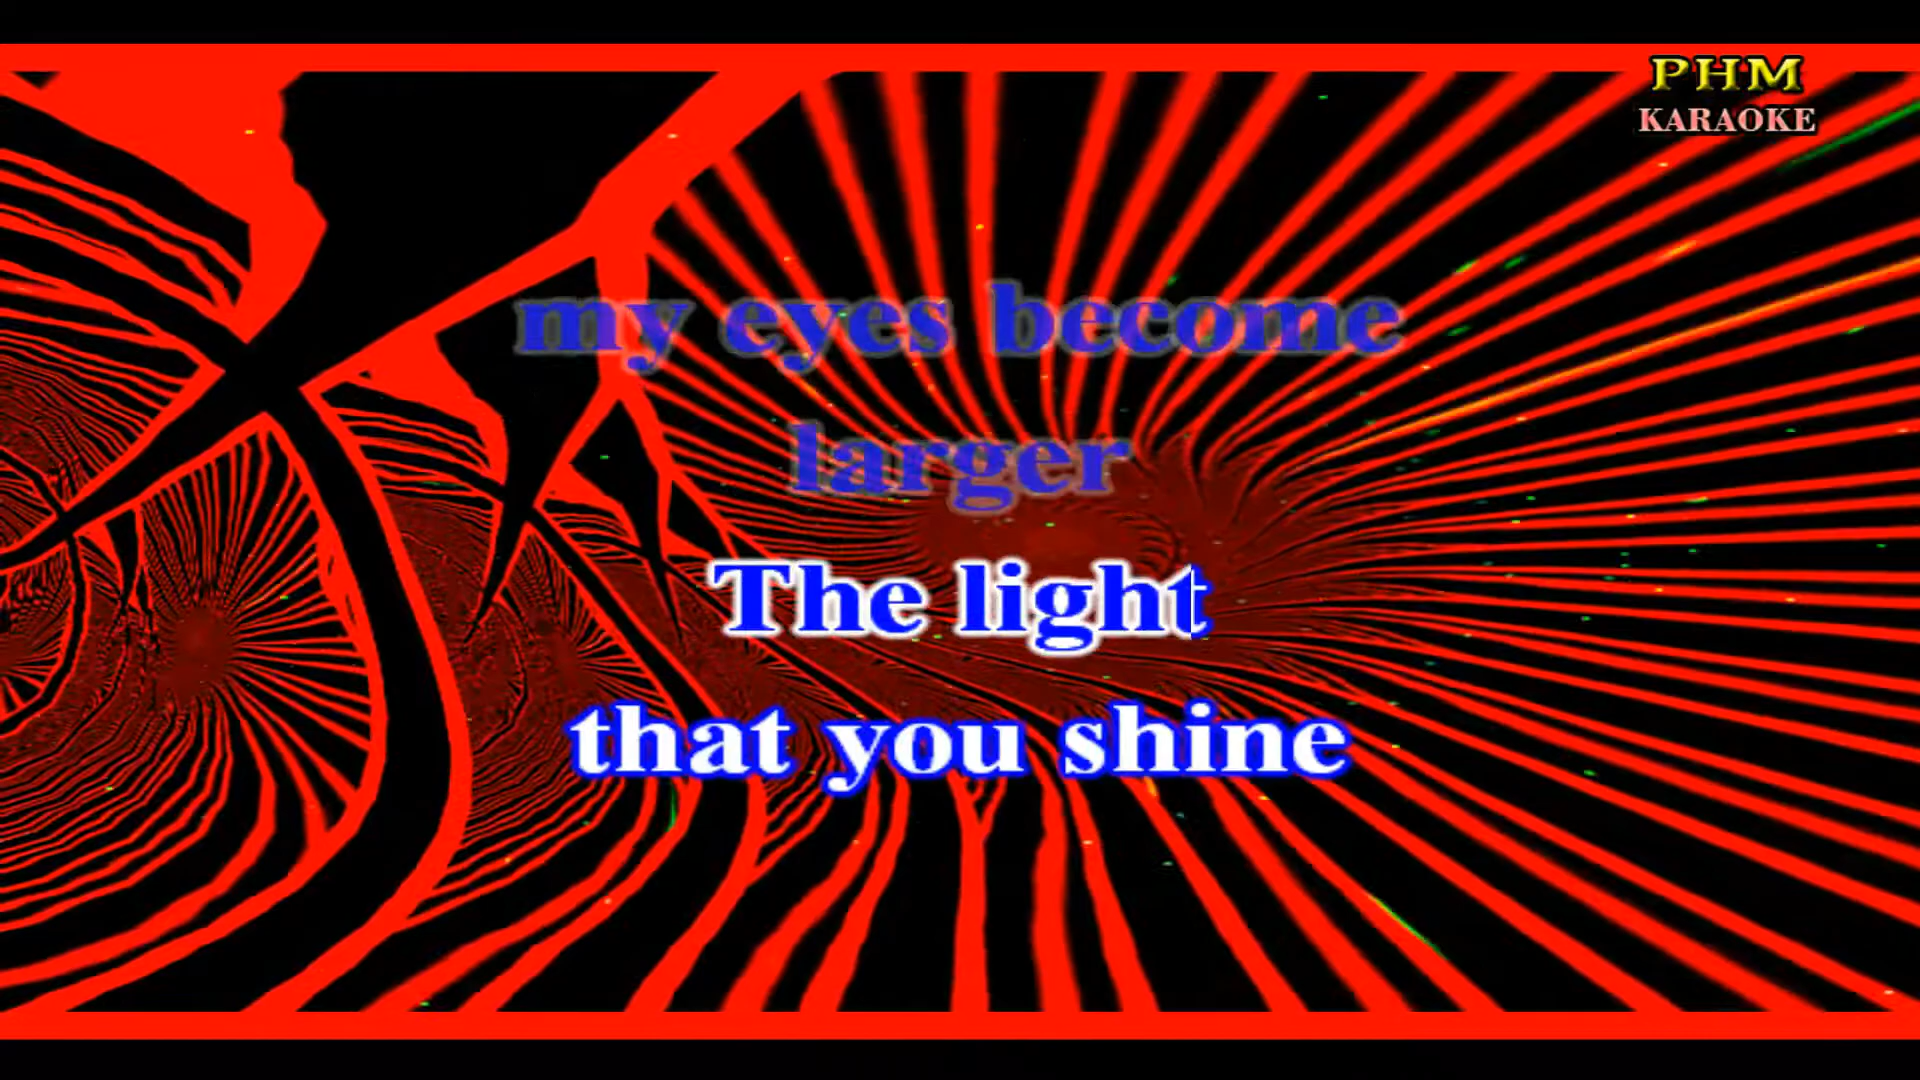 PHM
KARAOKE
my eyes become
larger
The light
that you shine